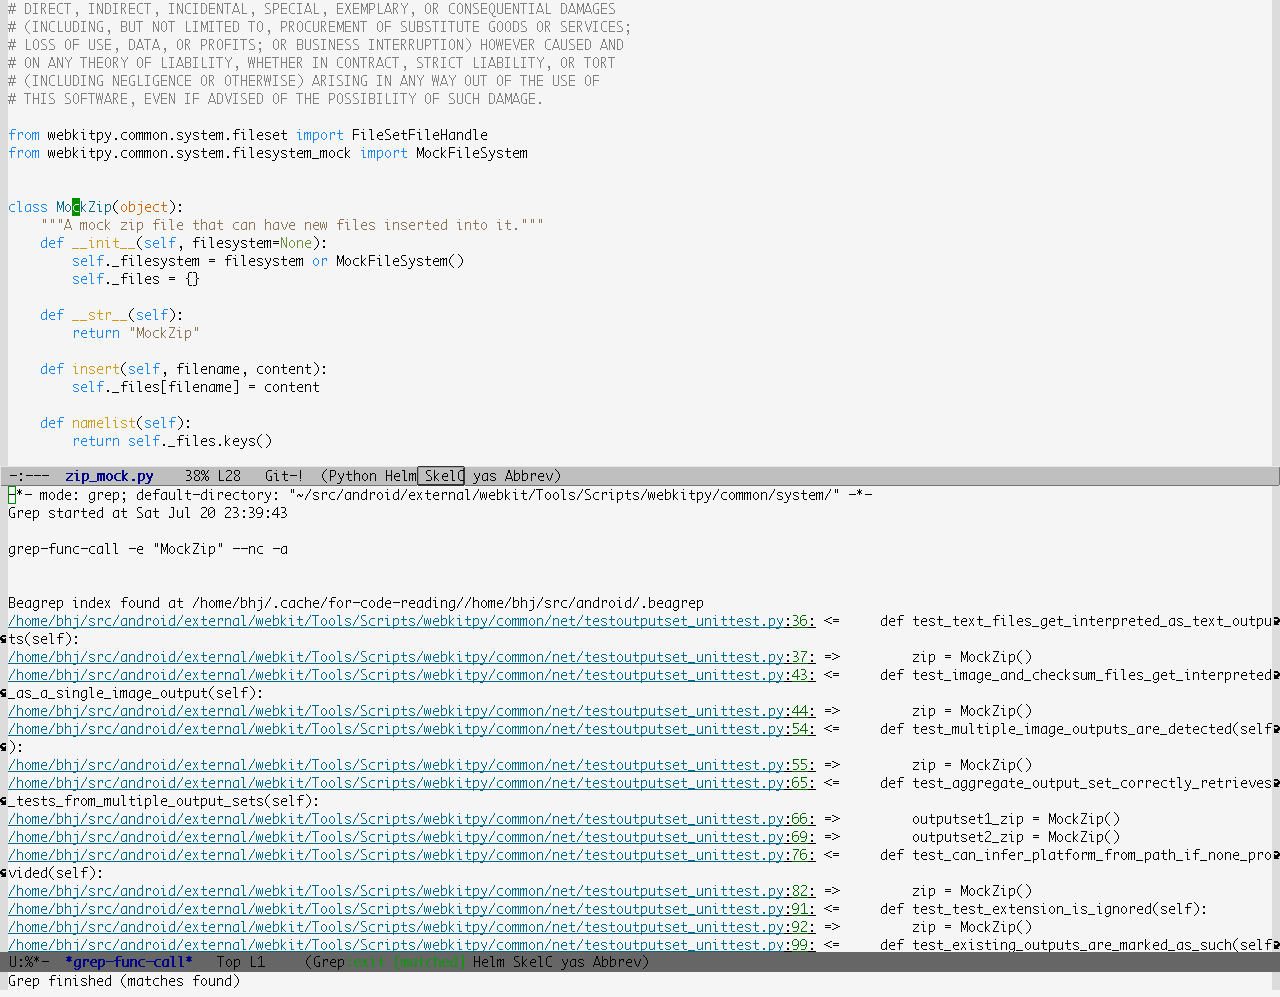 # DIRECT, INDIRECT, INCIDENTAL, SPECIAL, EXEMPLARY, OR CONSEQUENTIAL DAMAGES
# (INCLUDING, BUT NOT LIMITED TO, PROCUREMENT OF SUBSTITUTE GOODS OR SERVICES;
# LOSS OF USE, DATA, OR PROFITS; OR BUSINESS INTERRUPTION) HOWEVER CAUSED AND
# ON ANY THEORY OF LIABILITY, WHETHER IN CONTRACT, STRICT LIABILITY, OR TORT
# (INCLUDING NEGLIGENCE OR OTHERWISE) ARISING IN ANY WAY OUT OF THE USE OF
# THIS SOFTWARE, EVEN IF ADVISED OF THE POSSIBILITY OF SUCH DAMAGE.
from webkitpy.common.system.fileset import FileSetFileHandle
from webkitpy.common.system.filesystem_mock import MockFileSystem
class MockZip(object):
    """A mock zip file that can have new files inserted into it."""
    def __init__(self, filesystem=None):
        self._filesystem = filesystem or MockFileSystem()
        self._files = {}
    def __str__(self):
        return "MockZip"
    def insert(self, filename, content):
        self._files[filename] = content
    def namelist(self):
        return self._files.keys()
-:---  zip_mock.py    38% L28   Git-!  (Python Helm SkelC yas Abbrev)
-*- mode: grep; default-directory: "~/src/android/external/webkit/Tools/Scripts/webkitpy/common/system/" -*-
Grep started at Sat Jul 20 23:39:43
grep-func-call -e "MockZip" --nc -a
Beagrep index found at /home/bhj/.cache/for-code-reading//home/bhj/src/android/.beagrep
/home/bhj/src/android/external/webkit/Tools/Scripts/webkitpy/common/net/testoutputset_unittest.py:36: <=     def test_text_files_get_interpreted_as_text_outpu
ts(self):
/home/bhj/src/android/external/webkit/Tools/Scripts/webkitpy/common/net/testoutputset_unittest.py:37: =>         zip = MockZip()
/home/bhj/src/android/external/webkit/Tools/Scripts/webkitpy/common/net/testoutputset_unittest.py:43: <=     def test_image_and_checksum_files_get_interpreted
_as_a_single_image_output(self):
/home/bhj/src/android/external/webkit/Tools/Scripts/webkitpy/common/net/testoutputset_unittest.py:44: =>         zip = MockZip()
/home/bhj/src/android/external/webkit/Tools/Scripts/webkitpy/common/net/testoutputset_unittest.py:54: <=     def test_multiple_image_outputs_are_detected(self
):
/home/bhj/src/android/external/webkit/Tools/Scripts/webkitpy/common/net/testoutputset_unittest.py:55: =>         zip = MockZip()
/home/bhj/src/android/external/webkit/Tools/Scripts/webkitpy/common/net/testoutputset_unittest.py:65: <=     def test_aggregate_output_set_correctly_retrieves
_tests_from_multiple_output_sets(self):
/home/bhj/src/android/external/webkit/Tools/Scripts/webkitpy/common/net/testoutputset_unittest.py:66: =>         outputset1_zip = MockZip()
/home/bhj/src/android/external/webkit/Tools/Scripts/webkitpy/common/net/testoutputset_unittest.py:69: =>         outputset2_zip = MockZip()
/home/bhj/src/android/external/webkit/Tools/Scripts/webkitpy/common/net/testoutputset_unittest.py:76: <=     def test_can_infer_platform_from_path_if_none_pro
vided(self):
/home/bhj/src/android/external/webkit/Tools/Scripts/webkitpy/common/net/testoutputset_unittest.py:82: =>         zip = MockZip()
/home/bhj/src/android/external/webkit/Tools/Scripts/webkitpy/common/net/testoutputset_unittest.py:91: <=     def test_test_extension_is_ignored(self):
/home/bhj/src/android/external/webkit/Tools/Scripts/webkitpy/common/net/testoutputset_unittest.py:92: =>         zip = MockZip()
/home/bhj/src/android/external/webkit/Tools/Scripts/webkitpy/common/net/testoutputset_unittest.py:99: <=     def test_existing_outputs_are_marked_as_such(self
U:%*-  *grep-func-call*   Top L1     (Grep:exit [matched] Helm SkelC yas Abbrev)
Grep finished (matches found)